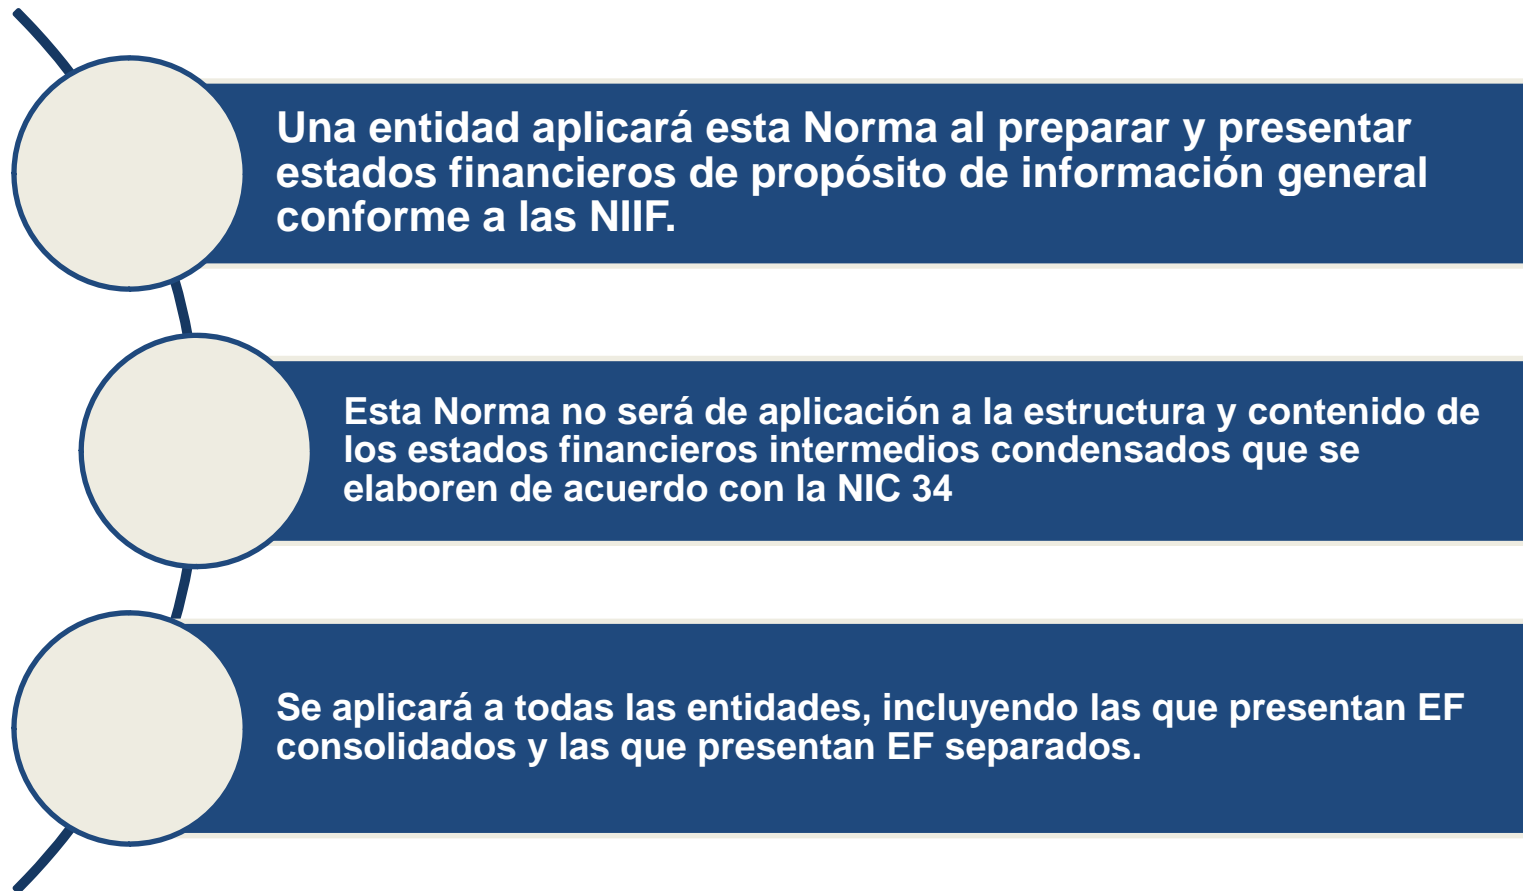 Una entidad aplicará esta Norma al preparar y presentar
estados financieros de propósito de información general
conforme a las NIIF.
Esta Norma no será de aplicación a la estructura y contenido de
los estados financieros intermedios condensados que se
elaboren de acuerdo con la NIC 34
Se aplicará a todas las entidades, incluyendo las que presentan EF
consolidados y las que presentan EF separados.